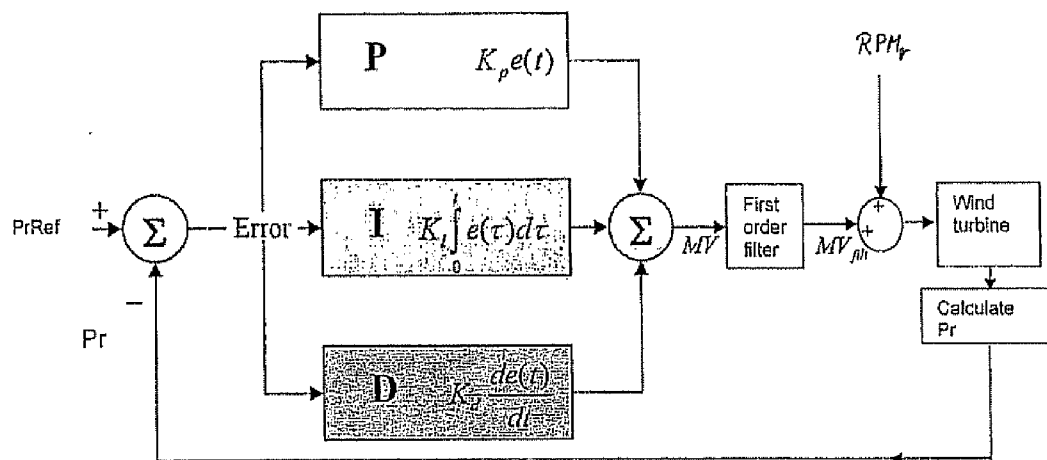 P K_p e(t)
RPM_r
PrRef + Σ Error I K_i ∫_0^t e(τ)dτ Σ MV First order filter MV_filt + + Wind turbine
−
Pr
Calculate Pr
D K_d de(t)/dt